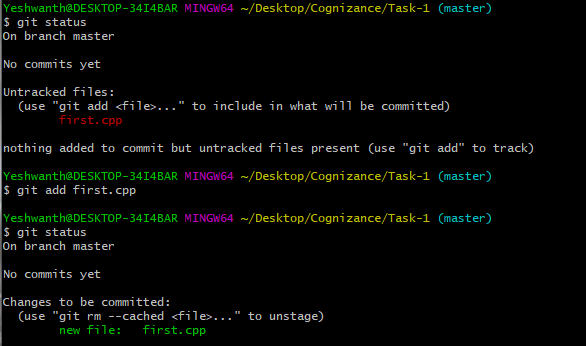 Yeshwanth@DESKTOP-34I4BAR MINGW64 ~/Desktop/Cognizance/Task-1 (master)
$ git status
On branch master
No commits yet
Untracked files:
(use "git add <file>..." to include in what will be committed)
first.cpp
nothing added to commit but untracked files present (use "git add" to track)
Yeshwanth@DESKTOP-34I4BAR MINGW64 ~/Desktop/Cognizance/Task-1 (master)
$ git add first.cpp
Yeshwanth@DESKTOP-34I4BAR MINGW64 ~/Desktop/Cognizance/Task-1 (master)
$ git status
On branch master
No commits yet
Changes to be committed:
(use "git rm --cached <file>..." to unstage)
new file:   first.cpp